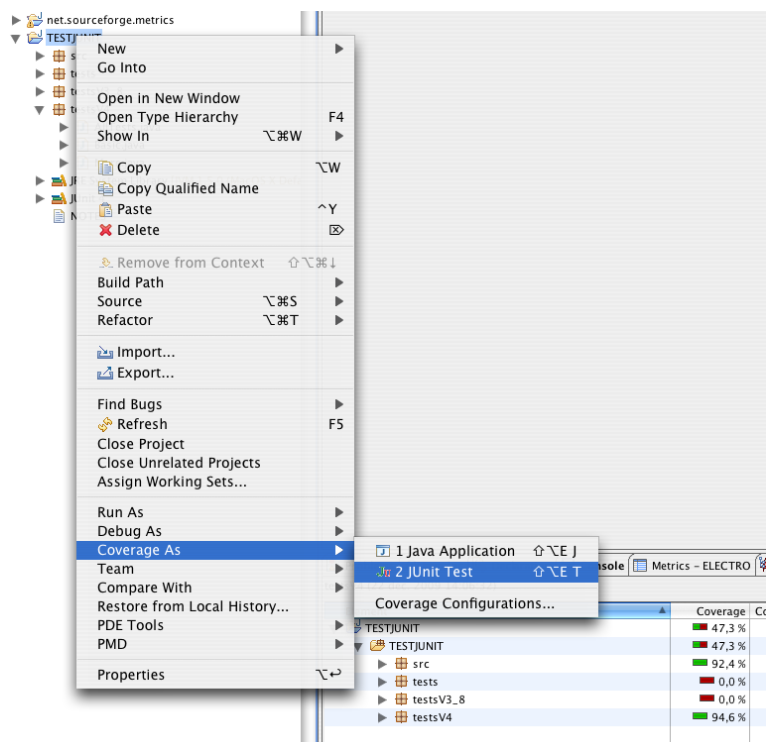 net.sourceforge.metrics
TESTJUNIT
New
Go Into
Open in New Window
Open Type Hierarchy F4
Show In ⌥⌘W
Copy ⌥W
Copy Qualified Name
Paste ^Y
Delete ⌦
Remove from Context ⇧⌥⌘↓
Build Path
Source ⌥⌘S
Refactor ⌥⌘T
Import...
Export...
Find Bugs
Refresh F5
Close Project
Close Unrelated Projects
Assign Working Sets...
Run As
Debug As
Coverage As
Team
Compare With
Restore from Local History...
PDE Tools
PMD
Properties ⌥↩
1 Java Application ⇧⌥E J
2 JUnit Test ⇧⌥E T
Coverage Configurations...
Metrics – ELECTRO
Coverage
TESTJUNIT 47,3 %
TESTJUNIT 47,3 %
src 92,4 %
tests 0,0 %
testsV3_8 0,0 %
testsV4 94,6 %